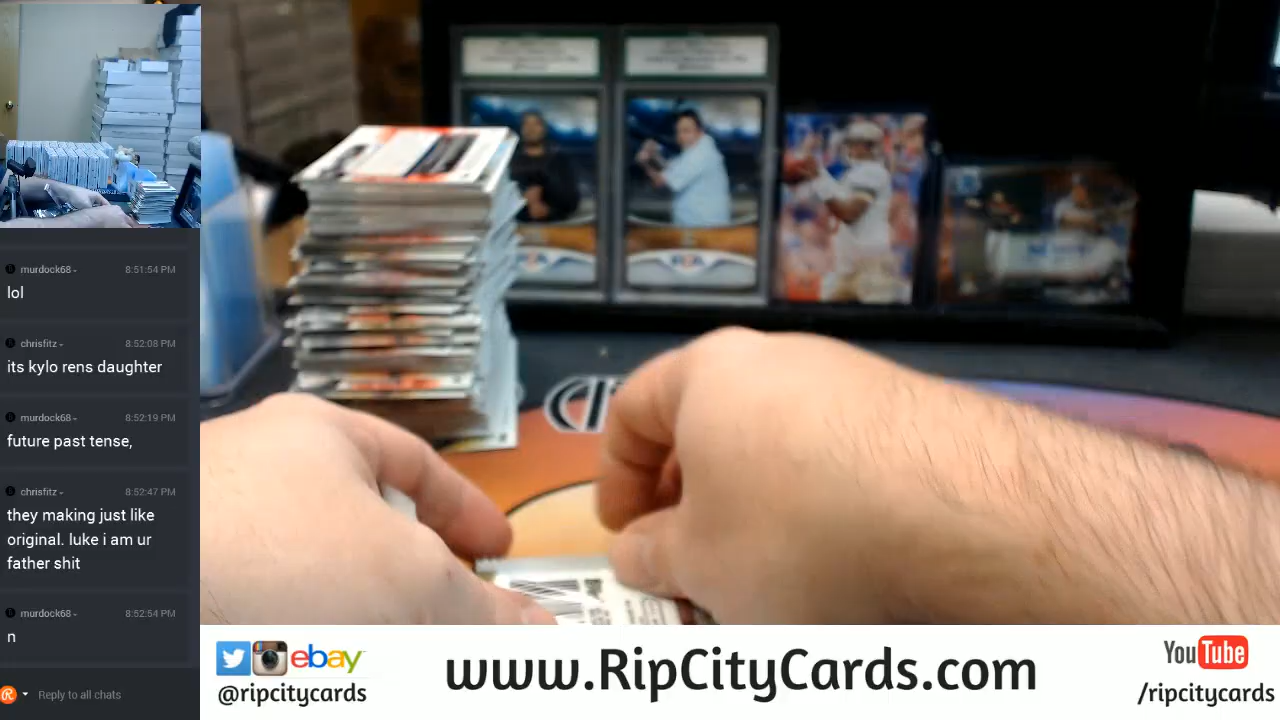 murdock68 8:51:54 PM
lol
chrisfitz 8:52:08 PM
its kylo rens daughter
murdock68 8:52:19 PM
future past tense,
chrisfitz 8:52:47 PM
they making just like
original. luke i am ur
father shit
murdock68 8:52:54 PM
n
Reply to all chats
ebay
@ripcitycards
www.RipCityCards.com
YouTube
/ripcitycards